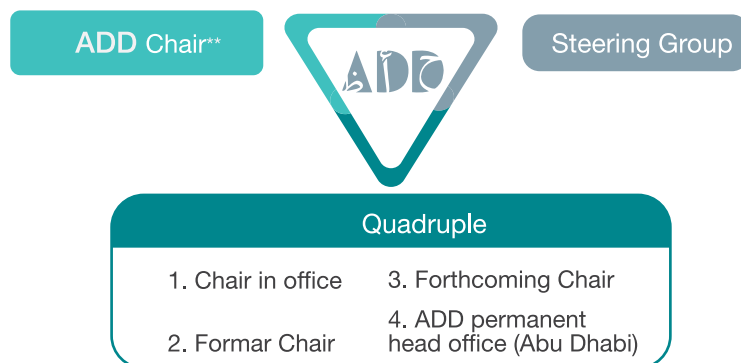 ADD Chair**
ADD
Steering Group
Quadruple
1. Chair in office
2. Formar Chair
3. Forthcoming Chair
4. ADD permanent
head office (Abu Dhabi)